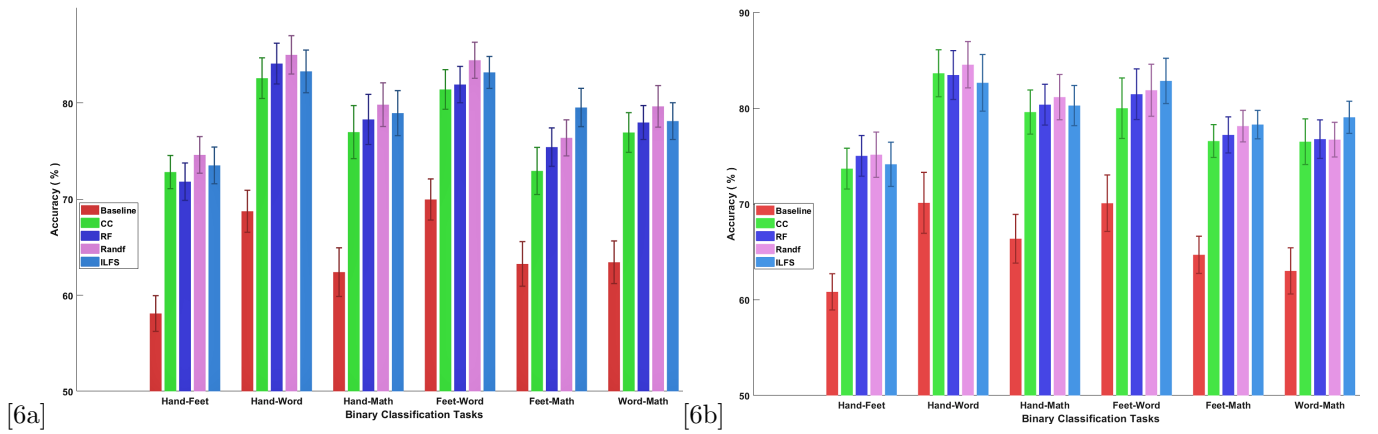 Accuracy ( % )
80
70
60
50
Baseline
CC
RF
Randf
ILFS
Hand-Feet
Hand-Word
Hand-Math
Feet-Word
Feet-Math
Word-Math
Binary Classification Tasks
[6a]
Accuracy ( % )
90
80
70
60
50
Baseline
CC
RF
Randf
ILFS
Hand-Feet
Hand-Word
Hand-Math
Feet-Word
Feet-Math
Word-Math
Binary Classification Tasks
[6b]